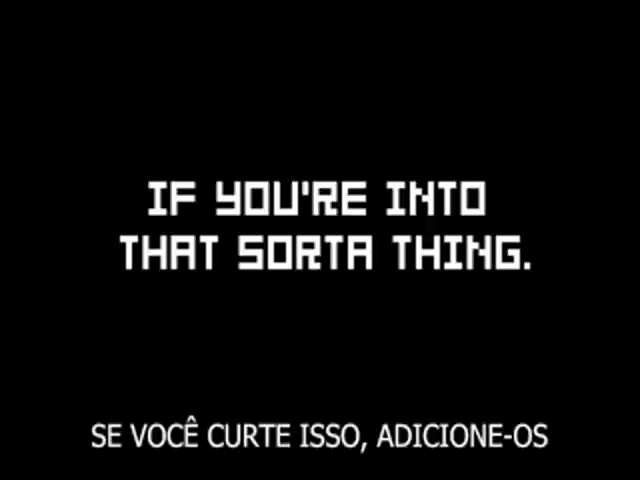 IF YOU'RE INTO
THAT SORTA THING.
SE VOCÊ CURTE ISSO, ADICIONE-OS